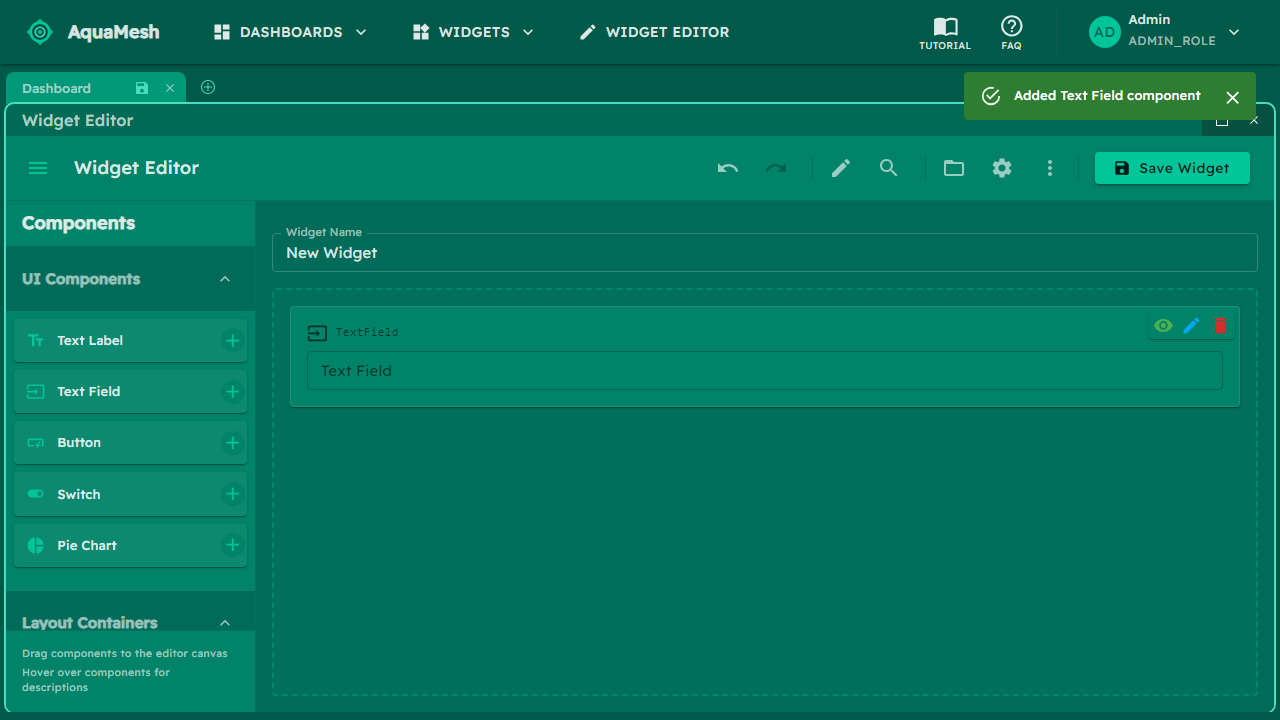 AquaMesh
DASHBOARDS
WIDGETS
WIDGET EDITOR
TUTORIAL
FAQ
AD
Admin
ADMIN_ROLE
Dashboard
Added Text Field component
Widget Editor
Widget Editor
Save Widget
Components
UI Components
Text Label
Text Field
Button
Switch
Pie Chart
Layout Containers
Drag components to the editor canvas
Hover over components for
descriptions
Widget Name
New Widget
TextField
Text Field